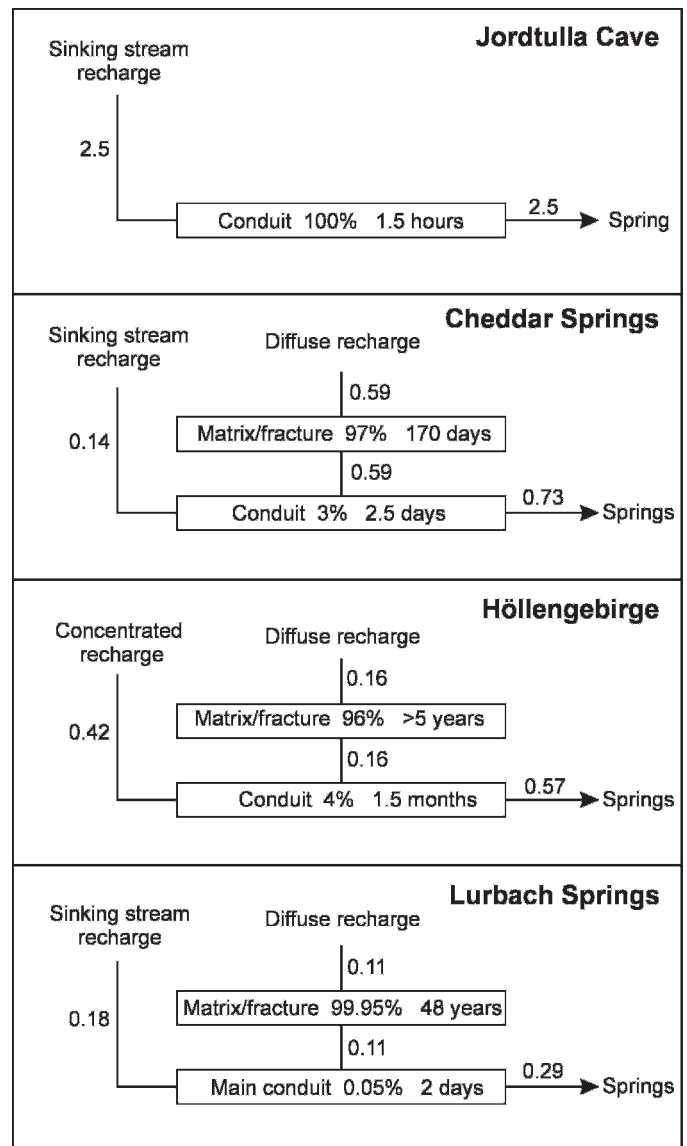 Jordtulla Cave
Sinking stream
recharge
2.5
Conduit 100% 1.5 hours
2.5
Spring
Cheddar Springs
Sinking stream
recharge
Diffuse recharge
0.59
0.14
Matrix/fracture 97% 170 days
0.59
Conduit 3% 2.5 days
0.73
Springs
Höllengebirge
Concentrated
recharge
Diffuse recharge
0.16
0.42
Matrix/fracture 96% >5 years
0.16
Conduit 4% 1.5 months
0.57
Springs
Lurbach Springs
Sinking stream
recharge
Diffuse recharge
0.11
0.18
Matrix/fracture 99.95% 48 years
0.11
Main conduit 0.05% 2 days
0.29
Springs